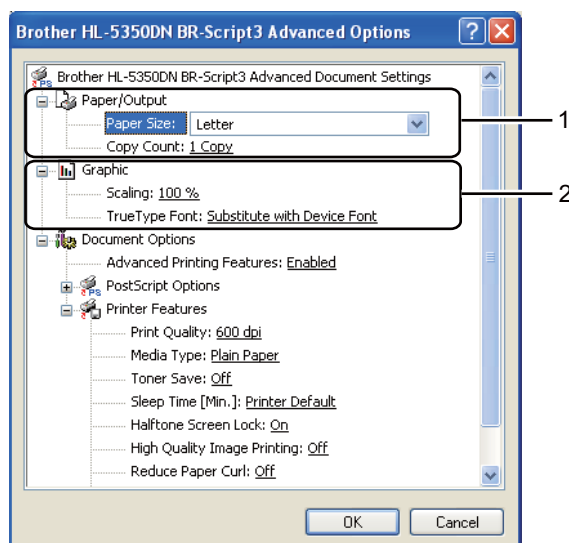 Brother HL-5350DN BR-Script3 Advanced Options
Brother HL-5350DN BR-Script3 Advanced Document Settings
Paper/Output
Paper Size: Letter
1
Copy Count: 1 Copy
Graphic
Scaling: 100 %
2
TrueType Font: Substitute with Device Font
Document Options
Advanced Printing Features: Enabled
PostScript Options
Printer Features
Print Quality: 600 dpi
Media Type: Plain Paper
Toner Save: Off
Sleep Time [Min.]: Printer Default
Halftone Screen Lock: On
High Quality Image Printing: Off
Reduce Paper Curl: Off
OK Cancel